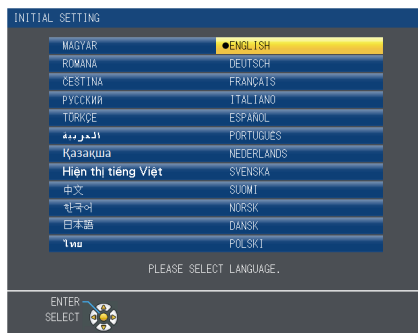 INITIAL SETTING
MAGYAR ●ENGLISH
ROMANA DEUTSCH
ČEŠTINA FRANÇAIS
РУССКИЙ ITALIANO
TÜRKÇE ESPAÑOL
العربية PORTUGUÊS
Қазақша NEDERLANDS
Hiện thị tiếng Việt SVENSKA
中文 SUOMI
한국어 NORSK
日本語 DANSK
ไทย POLSKI
PLEASE SELECT LANGUAGE.
ENTER
SELECT